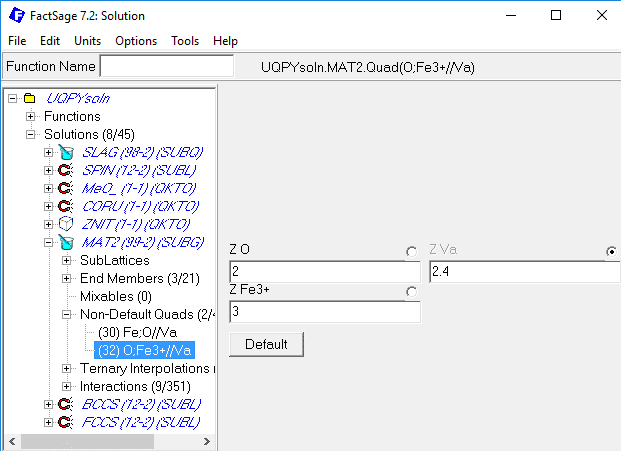 FactSage 7.2: Solution
File Edit Units Options Tools Help
Function Name UQPYsoln.MAT2.Quad(O;Fe3+//Va)
UQPYsoln
Functions
Solutions (8/45)
SLAG (98-2) (SUBQ)
SPIN (12-2) (SUBL)
MeO_ (1-1) (QKTO)
CORU (1-1) (QKTO)
ZNIT (1-1) (QKTO)
MAT2 (99-2) (SUBG)
SubLattices
End Members (3/21)
Mixables (0)
Non-Default Quads (2/
(30) Fe;O//Va
(32) O;Fe3+//Va
Ternary Interpolations
Interactions (9/351)
BCCS (12-2) (SUBL)
FCCS (12-2) (SUBL)
Z O Z Va
2 2.4
Z Fe3+
3
Default